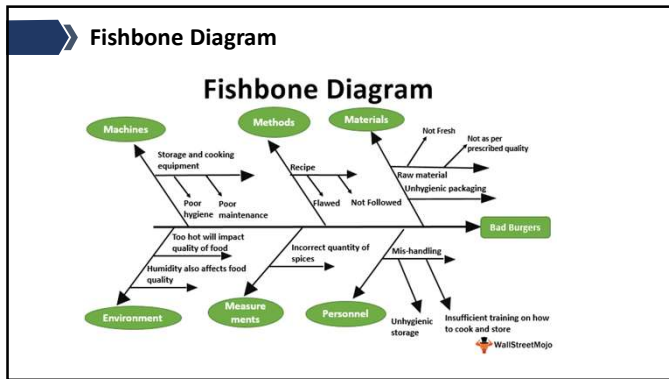 Fishbone Diagram
Fishbone Diagram
Machines
Methods
Materials
Not Fresh
Not as per
prescribed quality
Storage and cooking
equipment
Recipe
Raw material
Unhygienic packaging
Poor
hygiene
Poor
maintenance
Flawed
Not Followed
Bad Burgers
Too hot will impact
quality of food
Humidity also affects food
quality
Incorrect quantity of
spices
Mis-handling
Environment
Measure
ments
Personnel
Unhygienic
storage
Insufficient training on how
to cook and store
WallStreetMojo